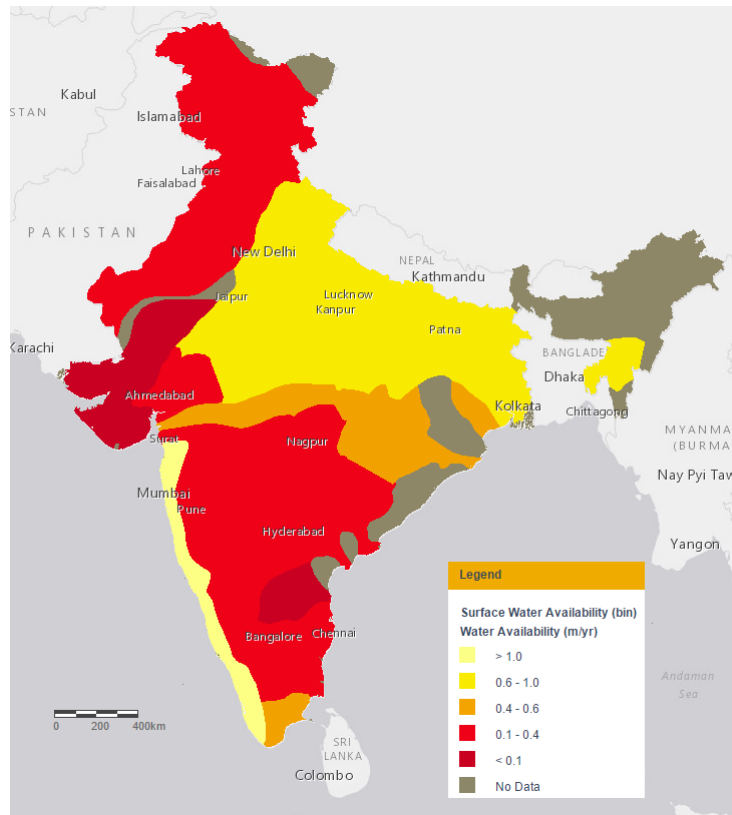 Kabul
STAN
Islamabad
Lahore
Faisalabad
PAKISTAN
New Delhi
NEPAL
Kathmandu
Jaipur
Lucknow
Kanpur
Patna
Karachi
BANGLADE
Dhaka
Ahmedabad
Kolkata
Chittagong
Surat
Nagpur
MYANMA
(BURMA
Nay Pyi Taw
Mumbai
Pune
Hyderabad
Yangon
Legend
Surface Water Availability (bin)
Water Availability (m/yr)
> 1.0
0.6 - 1.0
0.4 - 0.6
0.1 - 0.4
< 0.1
No Data
Bangalore
Chennai
Andaman
Sea
0 200 400km
SRI
LANKA
Colombo